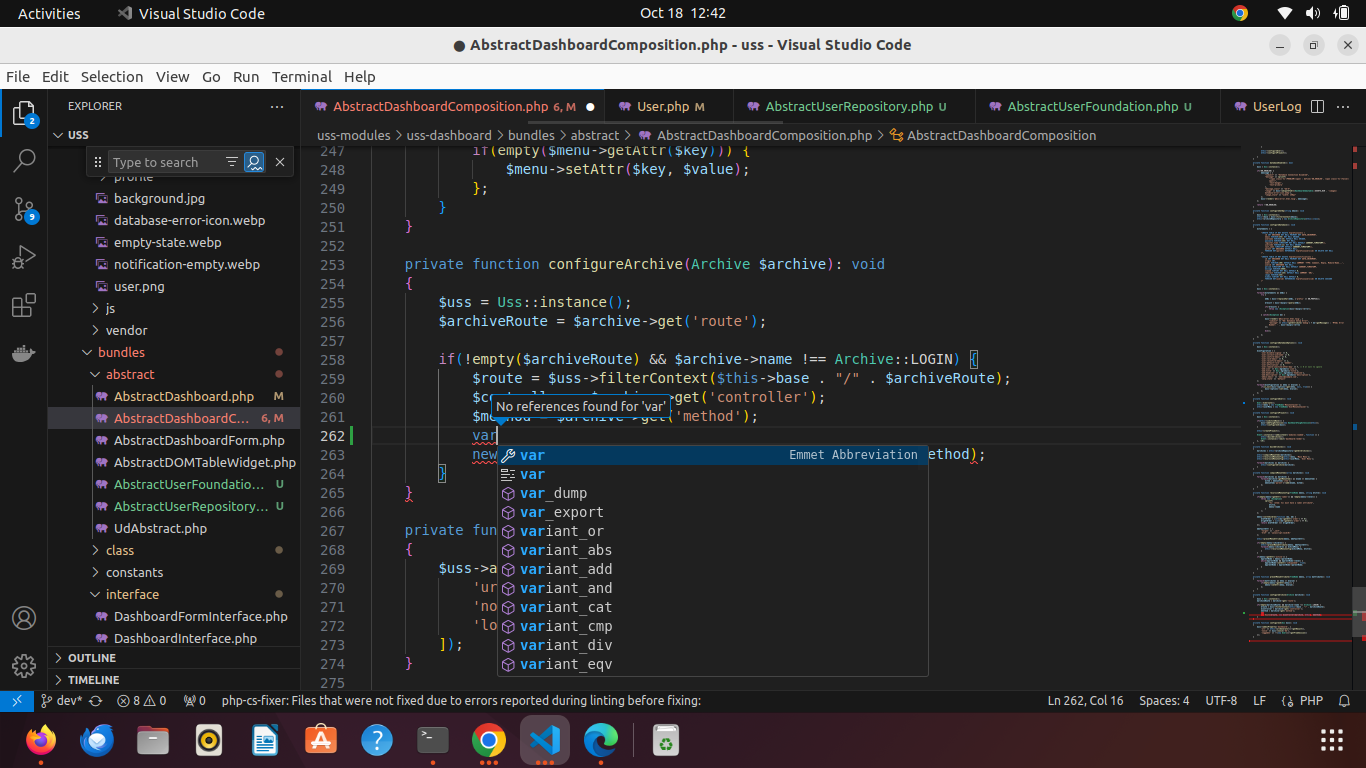 Activities
Visual Studio Code
Oct 18 12:42
● AbstractDashboardComposition.php - uss - Visual Studio Code
File Edit Selection View Go Run Terminal Help
EXPLORER
USS
Type to search
profile
background.jpg
database-error-icon.webp
empty-state.webp
notification-empty.webp
user.png
js
vendor
bundles
abstract
AbstractDashboard.php M
AbstractDashboardC... 6, M
AbstractDashboardForm.php
AbstractDOMTableWidget.php
AbstractUserFoundatio... U
AbstractUserRepository... U
UdAbstract.php
class
constants
interface
DashboardFormInterface.php
DashboardInterface.php
OUTLINE
TIMELINE
2
9
AbstractDashboardComposition.php 6, M
User.php M
AbstractUserRepository.php U
AbstractUserFoundation.php U
UserLog
uss-modules > uss-dashboard > bundles > abstract > AbstractDashboardComposition.php > AbstractDashboardComposition
247 if(empty($menu->getAttr($key))) {
248 $menu->setAttr($key, $value);
249 };
250 }
251 }
252
253 private function configureArchive(Archive $archive): void
254 {
255 $uss = Uss::instance();
256 $archiveRoute = $archive->get('route');
257
258 if(!empty($archiveRoute) && $archive->name !== Archive::LOGIN) {
259 $route = $uss->filterContext($this->base . "/" . $archiveRoute);
260 $c get('controller');
No references found for 'var'
261 $method = $archive->get('method');
262 var
263 new ethod);
264 }
265 }
266
267 private fun
268 {
269 $uss->a
270 'ur
271 'no
272 'lo
273 ]);
274 }
275
var Emmet Abbreviation
var
var_dump
var_export
variant_or
variant_abs
variant_add
variant_and
variant_cat
variant_cmp
variant_div
variant_eqv
dev* 8 0 0 php-cs-fixer: Files that were not fixed due to errors reported during linting before fixing: Ln 262, Col 16 Spaces: 4 UTF-8 LF PHP